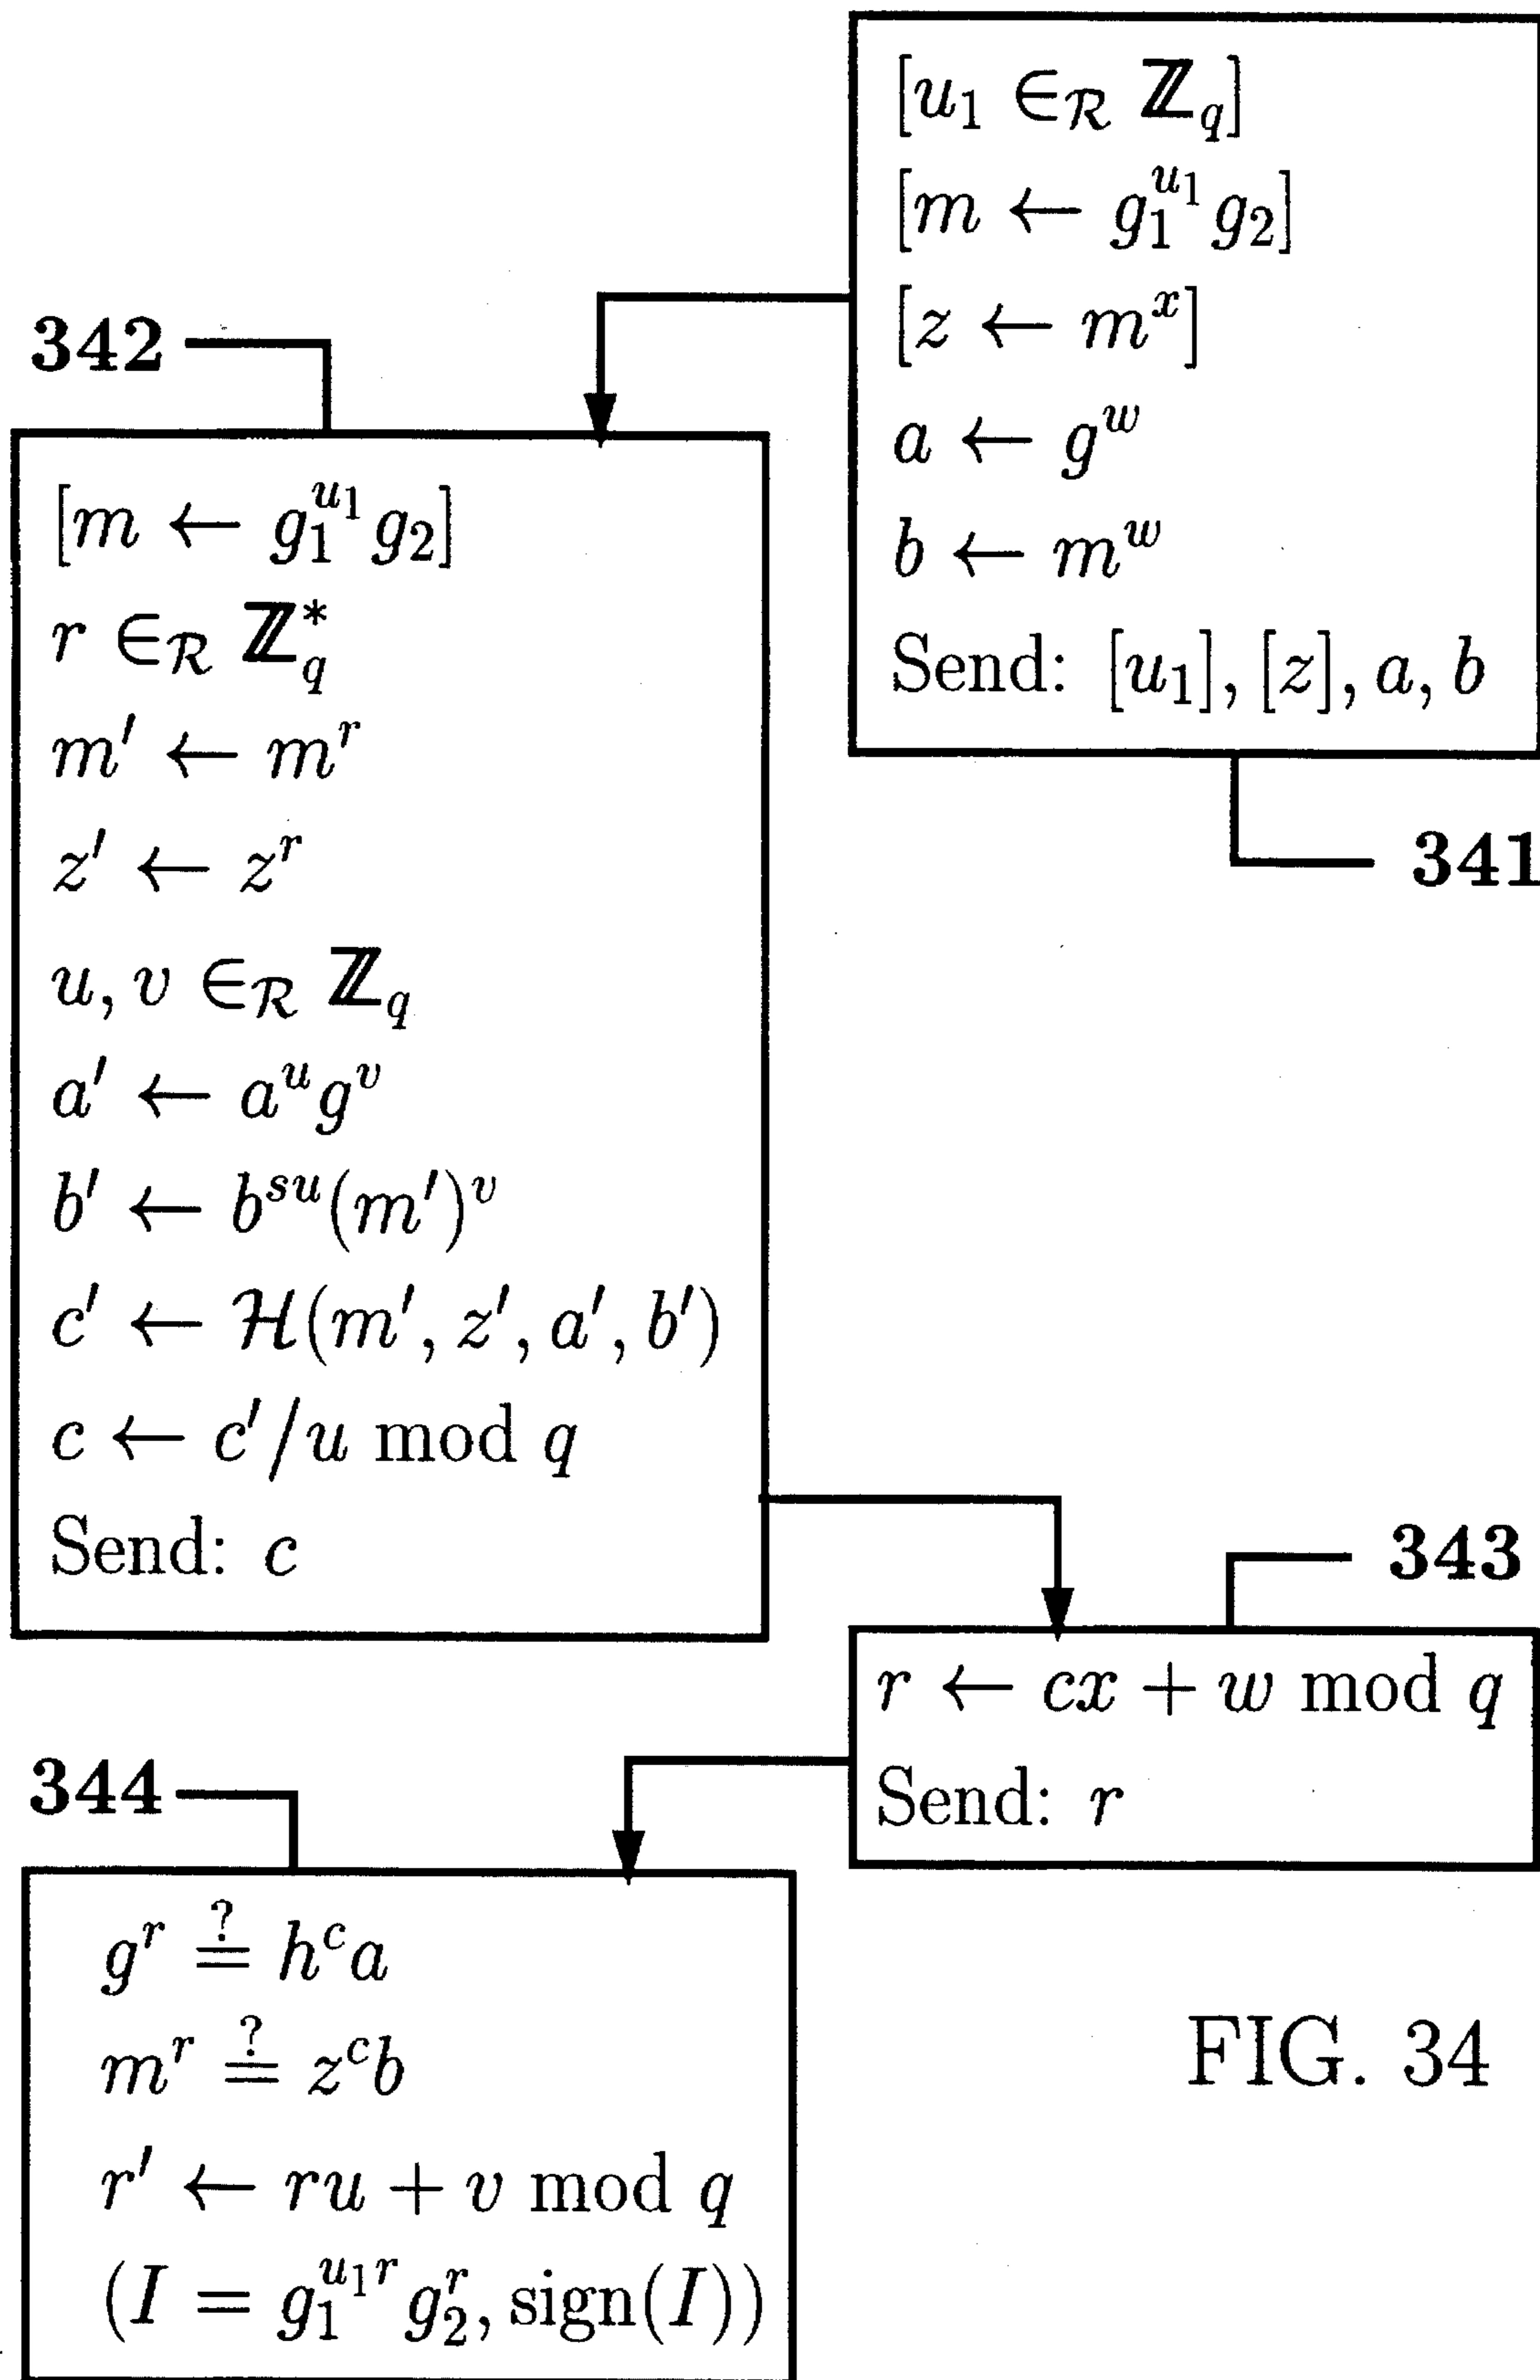 341
[u₁ ∈_ℛ ℤ_q]
[m ← g₁^{u₁} g₂]
[z ← m^x]
a ← g^w
b ← m^w
Send: [u₁], [z], a, b
342
[m ← g₁^{u₁} g₂]
r ∈_ℛ ℤ_q^*
m′ ← m^r
z′ ← z^r
u, v ∈_ℛ ℤ_q
a′ ← a^u g^v
b′ ← b^{su}(m′)^v
c′ ← ℋ(m′, z′, a′, b′)
c ← c′/u mod q
Send: c
343
r ← cx + w mod q
Send: r
344
g^r ≟ h^c a
m^r ≟ z^c b
r′ ← ru + v mod q
(I = g₁^{u₁r} g₂^r, sign(I))
FIG. 34